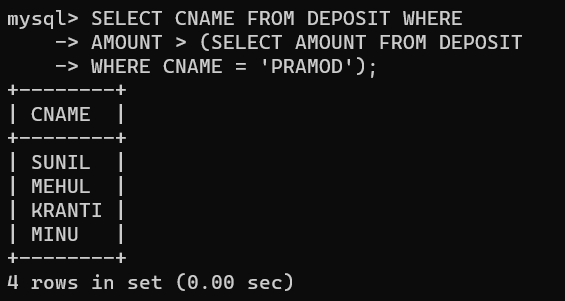 mysql> SELECT CNAME FROM DEPOSIT WHERE
    -> AMOUNT > (SELECT AMOUNT FROM DEPOSIT
    -> WHERE CNAME = 'PRAMOD');
+--------+
| CNAME  |
+--------+
| SUNIL  |
| MEHUL  |
| KRANTI |
| MINU   |
+--------+
4 rows in set (0.00 sec)